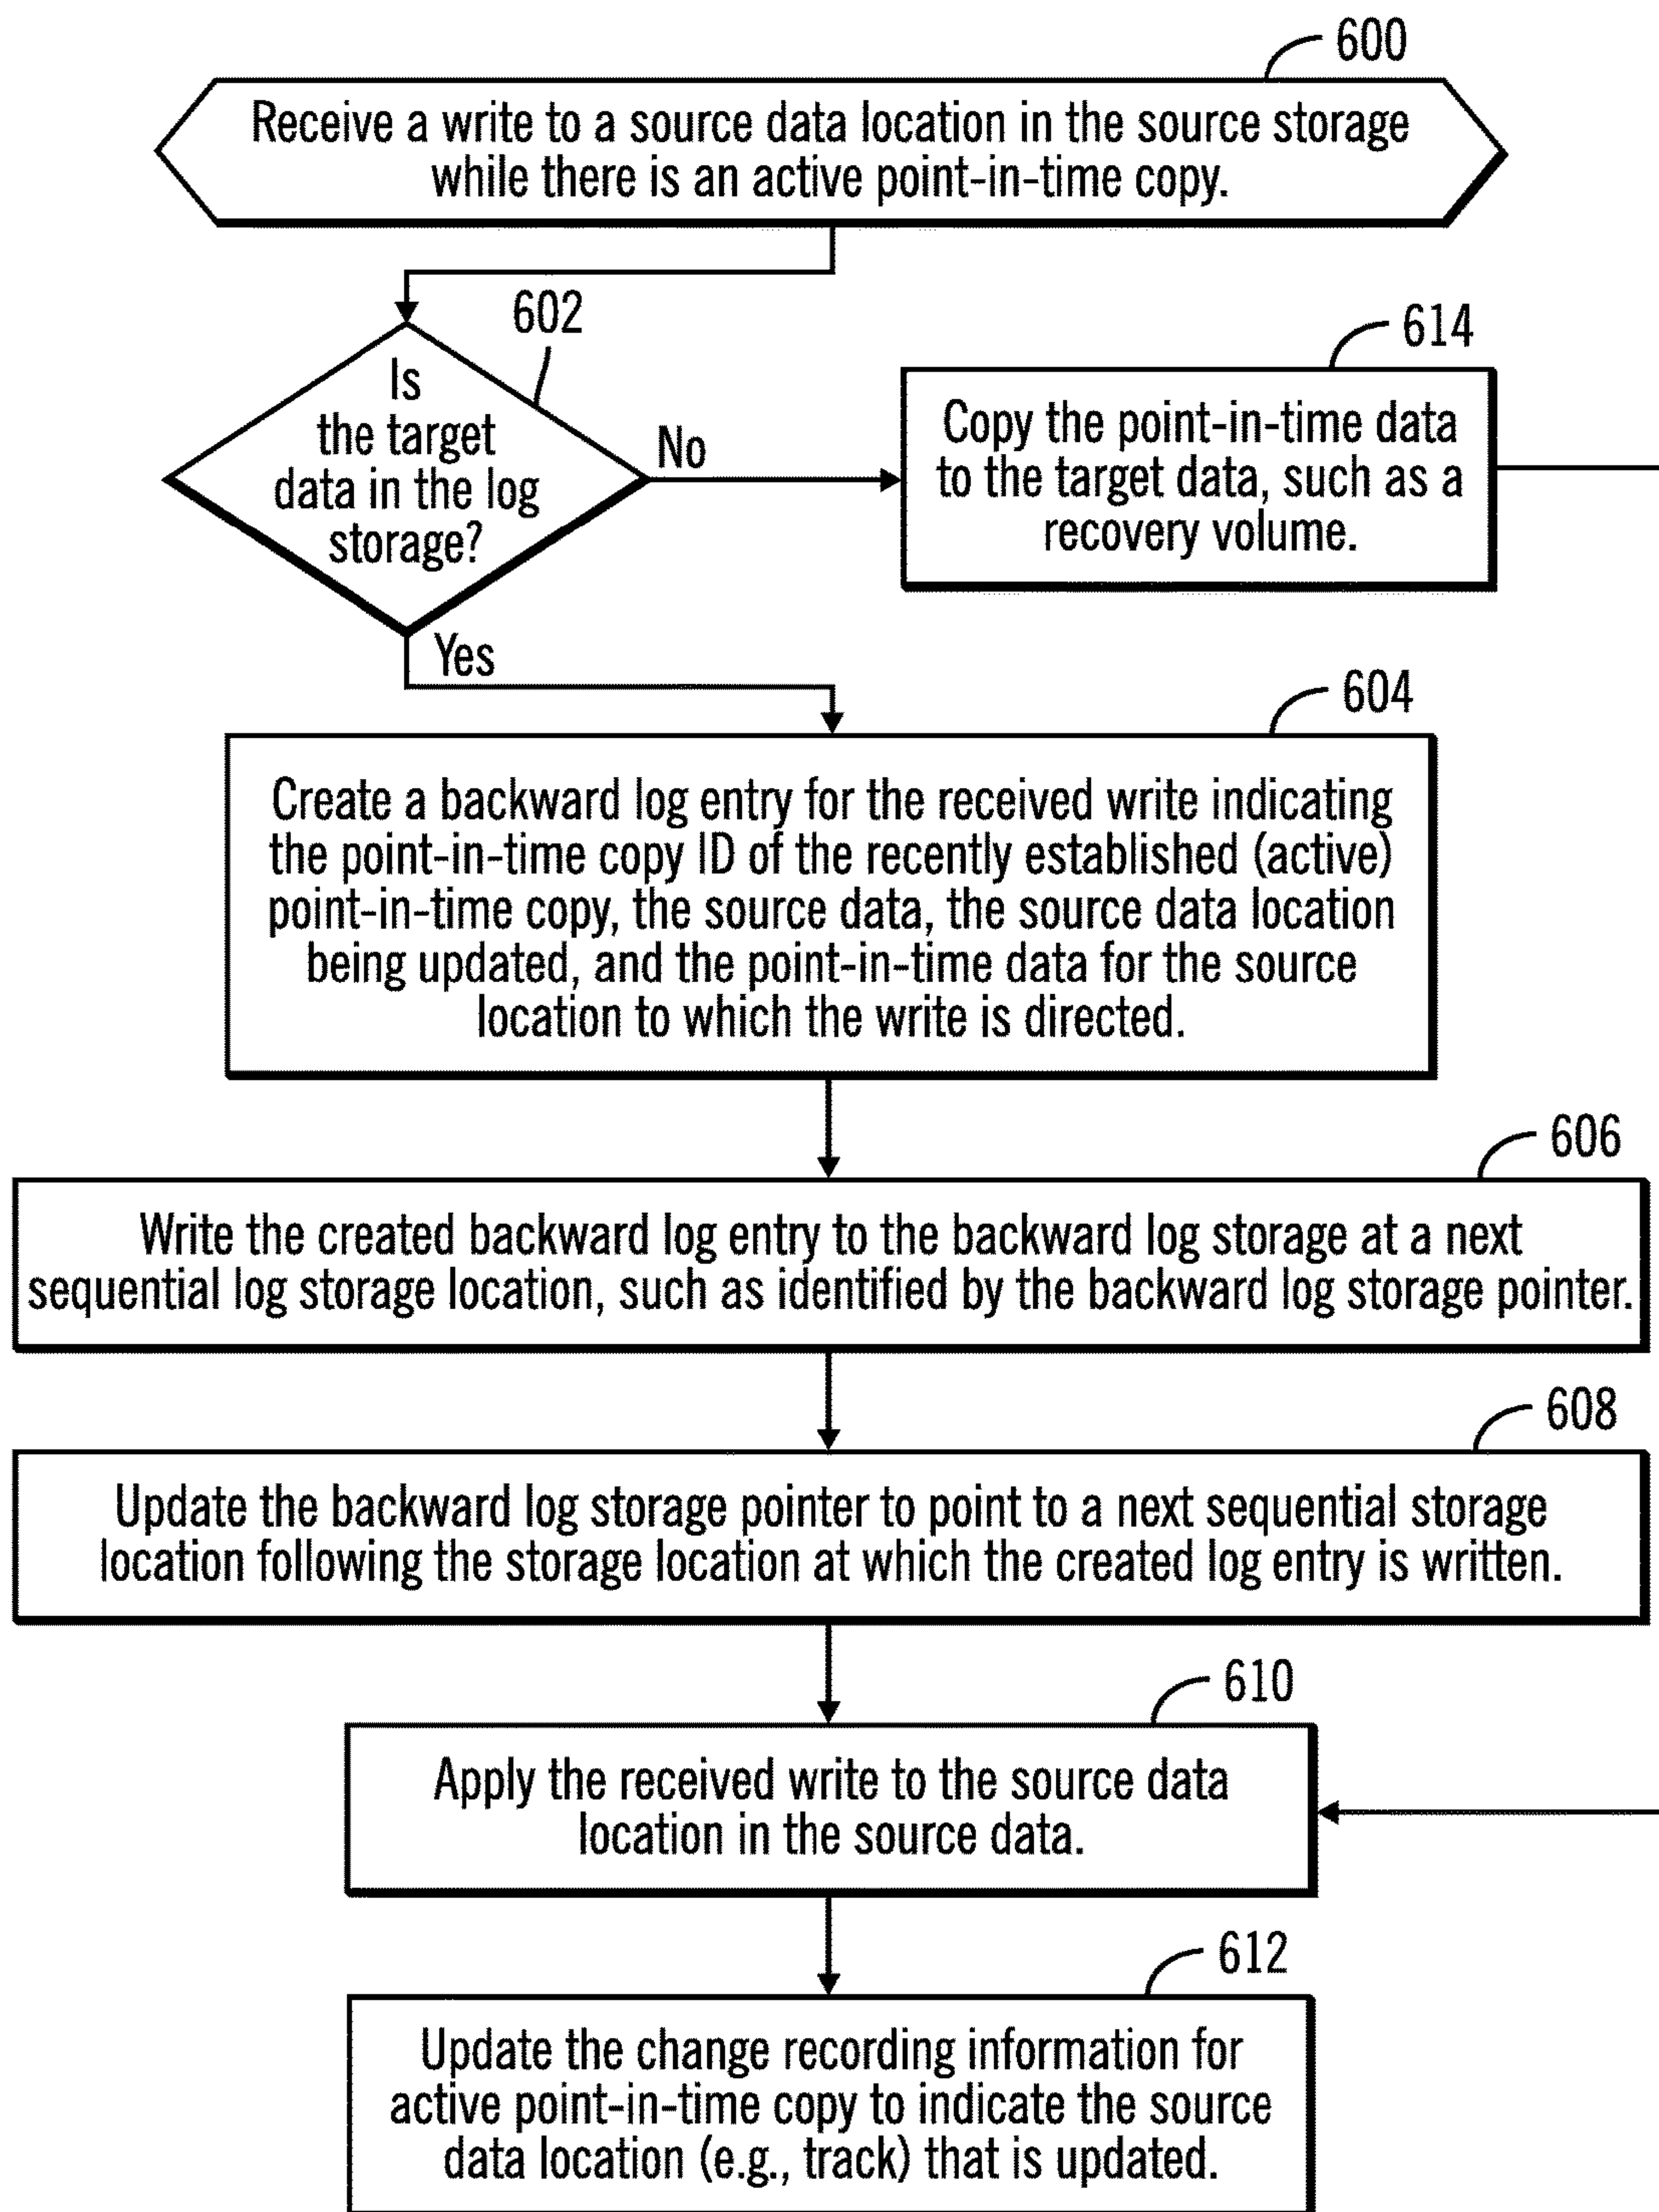 600
Receive a write to a source data location in the source storage
while there is an active point-in-time copy.
602
Is
the target
data in the log
storage?
No
614
Copy the point-in-time data
to the target data, such as a
recovery volume.
Yes
604
Create a backward log entry for the received write indicating
the point-in-time copy ID of the recently established (active)
point-in-time copy, the source data, the source data location
being updated, and the point-in-time data for the source
location to which the write is directed.
606
Write the created backward log entry to the backward log storage at a next
sequential log storage location, such as identified by the backward log storage pointer.
608
Update the backward log storage pointer to point to a next sequential storage
location following the storage location at which the created log entry is written.
610
Apply the received write to the source data
location in the source data.
612
Update the change recording information for
active point-in-time copy to indicate the source
data location (e.g., track) that is updated.